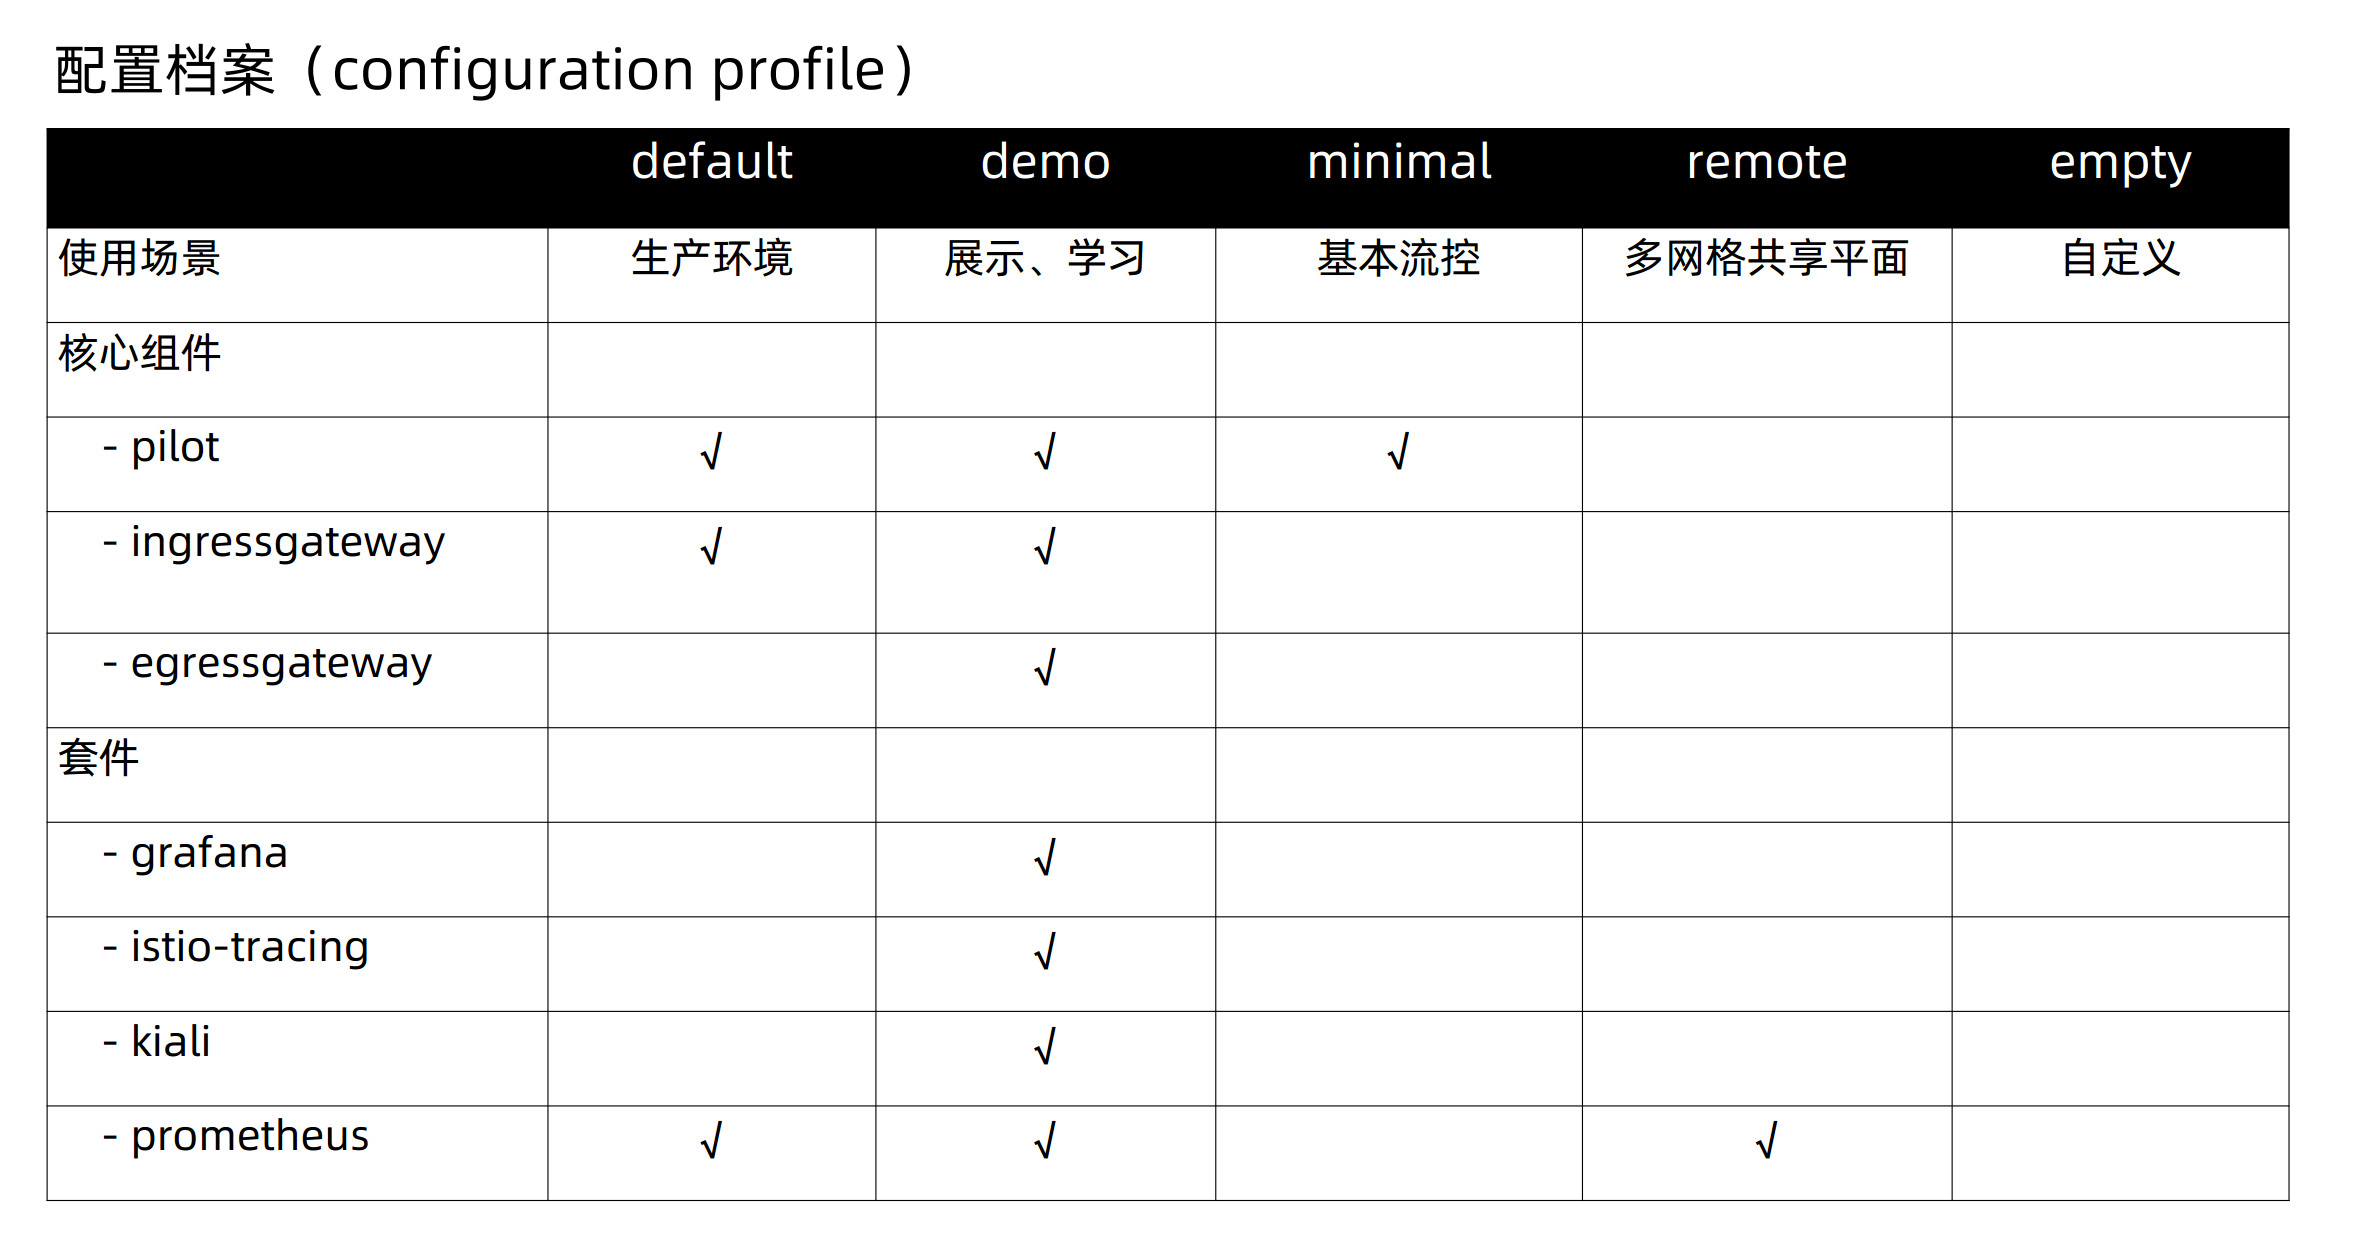 配置档案（configuration profile）
default demo minimal remote empty
使用场景 生产环境 展示、学习 基本流控 多网格共享平面 自定义
核心组件
- pilot √ √ √
- ingressgateway √ √
- egressgateway √
套件
- grafana √
- istio-tracing √
- kiali √
- prometheus √ √ √